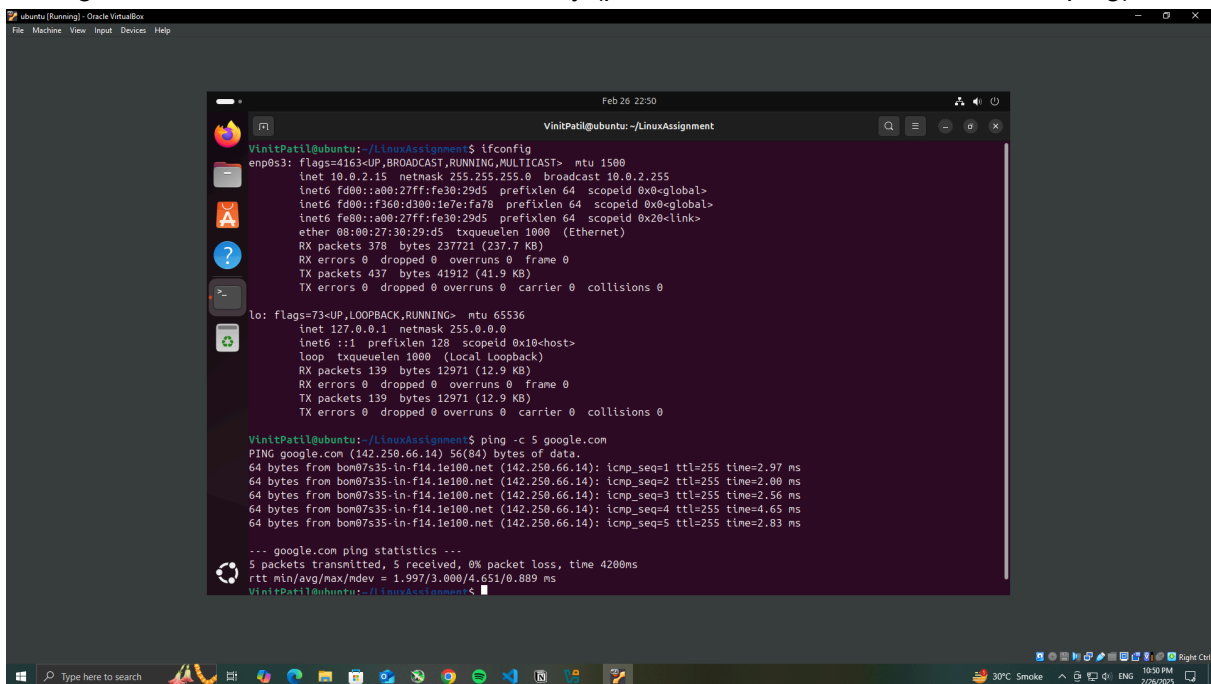 ubuntu [Running] - Oracle VirtualBox
File Machine View Input Devices Help
Feb 26 22:50
VinitPatil@ubuntu: ~/LinuxAssignment
VinitPatil@ubuntu:~/LinuxAssignment$ ifconfig
enp0s3: flags=4163<UP,BROADCAST,RUNNING,MULTICAST> mtu 1500
inet 10.0.2.15 netmask 255.255.255.0 broadcast 10.0.2.255
inet6 fd00::a00:27ff:fe30:29d5 prefixlen 64 scopeid 0x0<global>
inet6 fd00::f360:d300:1e7e:fa78 prefixlen 64 scopeid 0x0<global>
inet6 fe80::a00:27ff:fe30:29d5 prefixlen 64 scopeid 0x20<link>
ether 08:00:27:30:29:d5 txqueuelen 1000 (Ethernet)
RX packets 378 bytes 237721 (237.7 KB)
RX errors 0 dropped 0 overruns 0 frame 0
TX packets 437 bytes 41912 (41.9 KB)
TX errors 0 dropped 0 overruns 0 carrier 0 collisions 0
lo: flags=73<UP,LOOPBACK,RUNNING> mtu 65536
inet 127.0.0.1 netmask 255.0.0.0
inet6 ::1 prefixlen 128 scopeid 0x10<host>
loop txqueuelen 1000 (Local Loopback)
RX packets 139 bytes 12971 (12.9 KB)
RX errors 0 dropped 0 overruns 0 frame 0
TX packets 139 bytes 12971 (12.9 KB)
TX errors 0 dropped 0 overruns 0 carrier 0 collisions 0
VinitPatil@ubuntu:~/LinuxAssignment$ ping -c 5 google.com
PING google.com (142.250.66.14) 56(84) bytes of data.
64 bytes from bom07s35-in-f14.1e100.net (142.250.66.14): icmp_seq=1 ttl=255 time=2.97 ms
64 bytes from bom07s35-in-f14.1e100.net (142.250.66.14): icmp_seq=2 ttl=255 time=2.00 ms
64 bytes from bom07s35-in-f14.1e100.net (142.250.66.14): icmp_seq=3 ttl=255 time=2.56 ms
64 bytes from bom07s35-in-f14.1e100.net (142.250.66.14): icmp_seq=4 ttl=255 time=4.65 ms
64 bytes from bom07s35-in-f14.1e100.net (142.250.66.14): icmp_seq=5 ttl=255 time=2.83 ms
--- google.com ping statistics ---
5 packets transmitted, 5 received, 0% packet loss, time 4200ms
rtt min/avg/max/mdev = 1.997/3.000/4.651/0.889 ms
VinitPatil@ubuntu:~/LinuxAssignment$
Right Ctrl
Type here to search
30°C Smoke
ENG
10:50 PM
2/26/2025